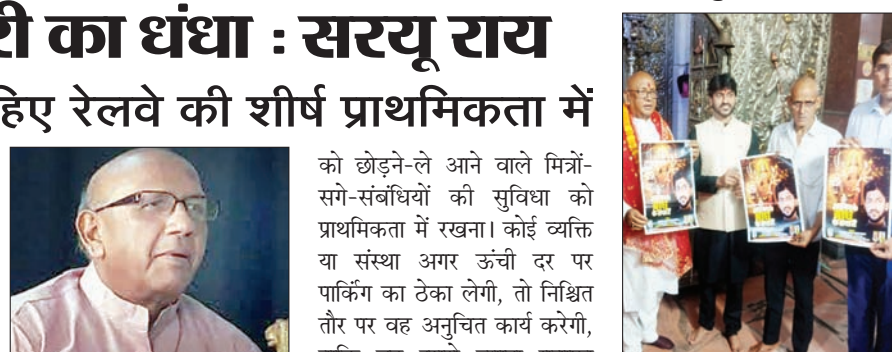 का धंधा : सरयू राय
रेलवे की शीर्ष प्राथमिकता में
को छोड़ने-ले आने वाले मित्रों-
सगे-संबंधियों की सुविधा को
प्राथमिकता में रखना। कोई व्यक्ति
या संस्था अगर ऊंची दर पर
पार्किंग का ठेका लेगी, तो निश्चित
तौर पर वह अनुचित कार्य करेगी,